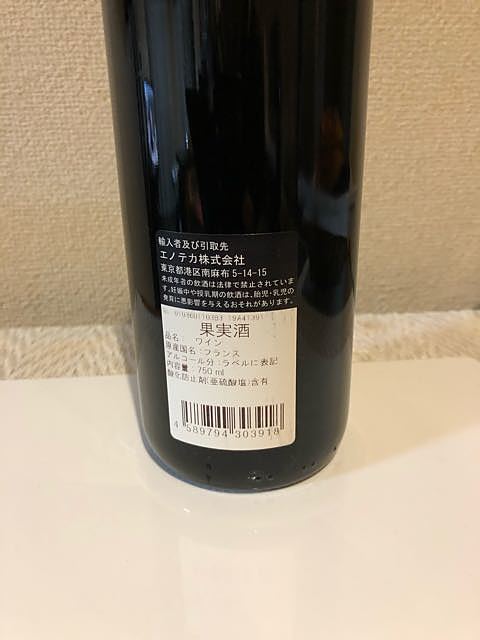 輸入者及び引取先
エノテカ株式会社
東京都港区南麻布 5-14-15
未成年者の飲酒は法律で禁止されていま
す。妊娠中や授乳期の飲酒は、胎児・乳児の
発育に悪影響を与えるおそれがあります。
果実酒
品名: ワイン
原産国名:フランス
アルコール分:ラベルに表記
内容量: 750 ml
酸化防止剤(亜硫酸塩)含有
4 589794 303918